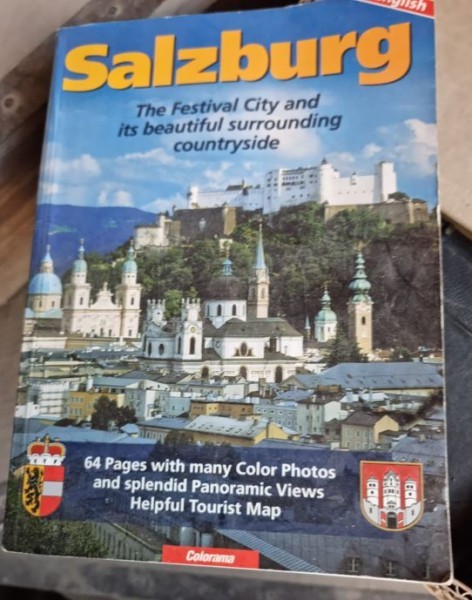 English
Salzburg
The Festival City and
its beautiful surrounding
countryside
64 Pages with many Color Photos
and splendid Panoramic Views
Helpful Tourist Map
Colorama